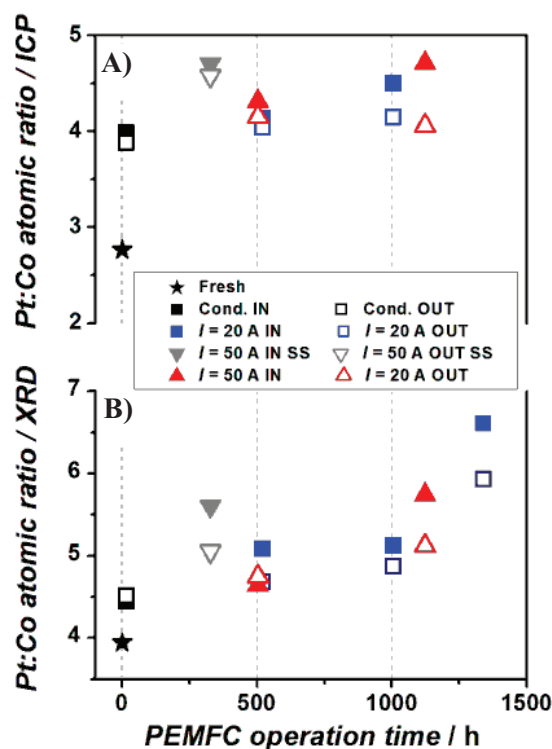 A)
Pt:Co atomic ratio / ICP
5
4
3
2
★ Fresh
■ Cond. IN □ Cond. OUT
■ I = 20 A IN □ I = 20 A OUT
▼ I = 50 A IN SS ▽ I = 50 A OUT SS
▲ I = 50 A IN △ I = 20 A OUT
B)
Pt:Co atomic ratio / XRD
7
6
5
4
0 500 1000 1500
PEMFC operation time / h